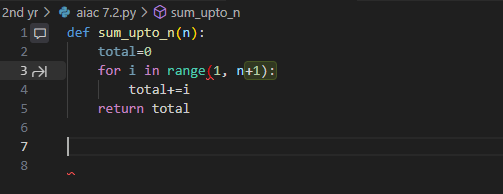 2nd yr > aiac 7.2.py > sum_upto_n
1 def sum_upto_n(n):
2     total=0
3     for i in range(1, n+1):
4         total+=i
5     return total
6
7
8